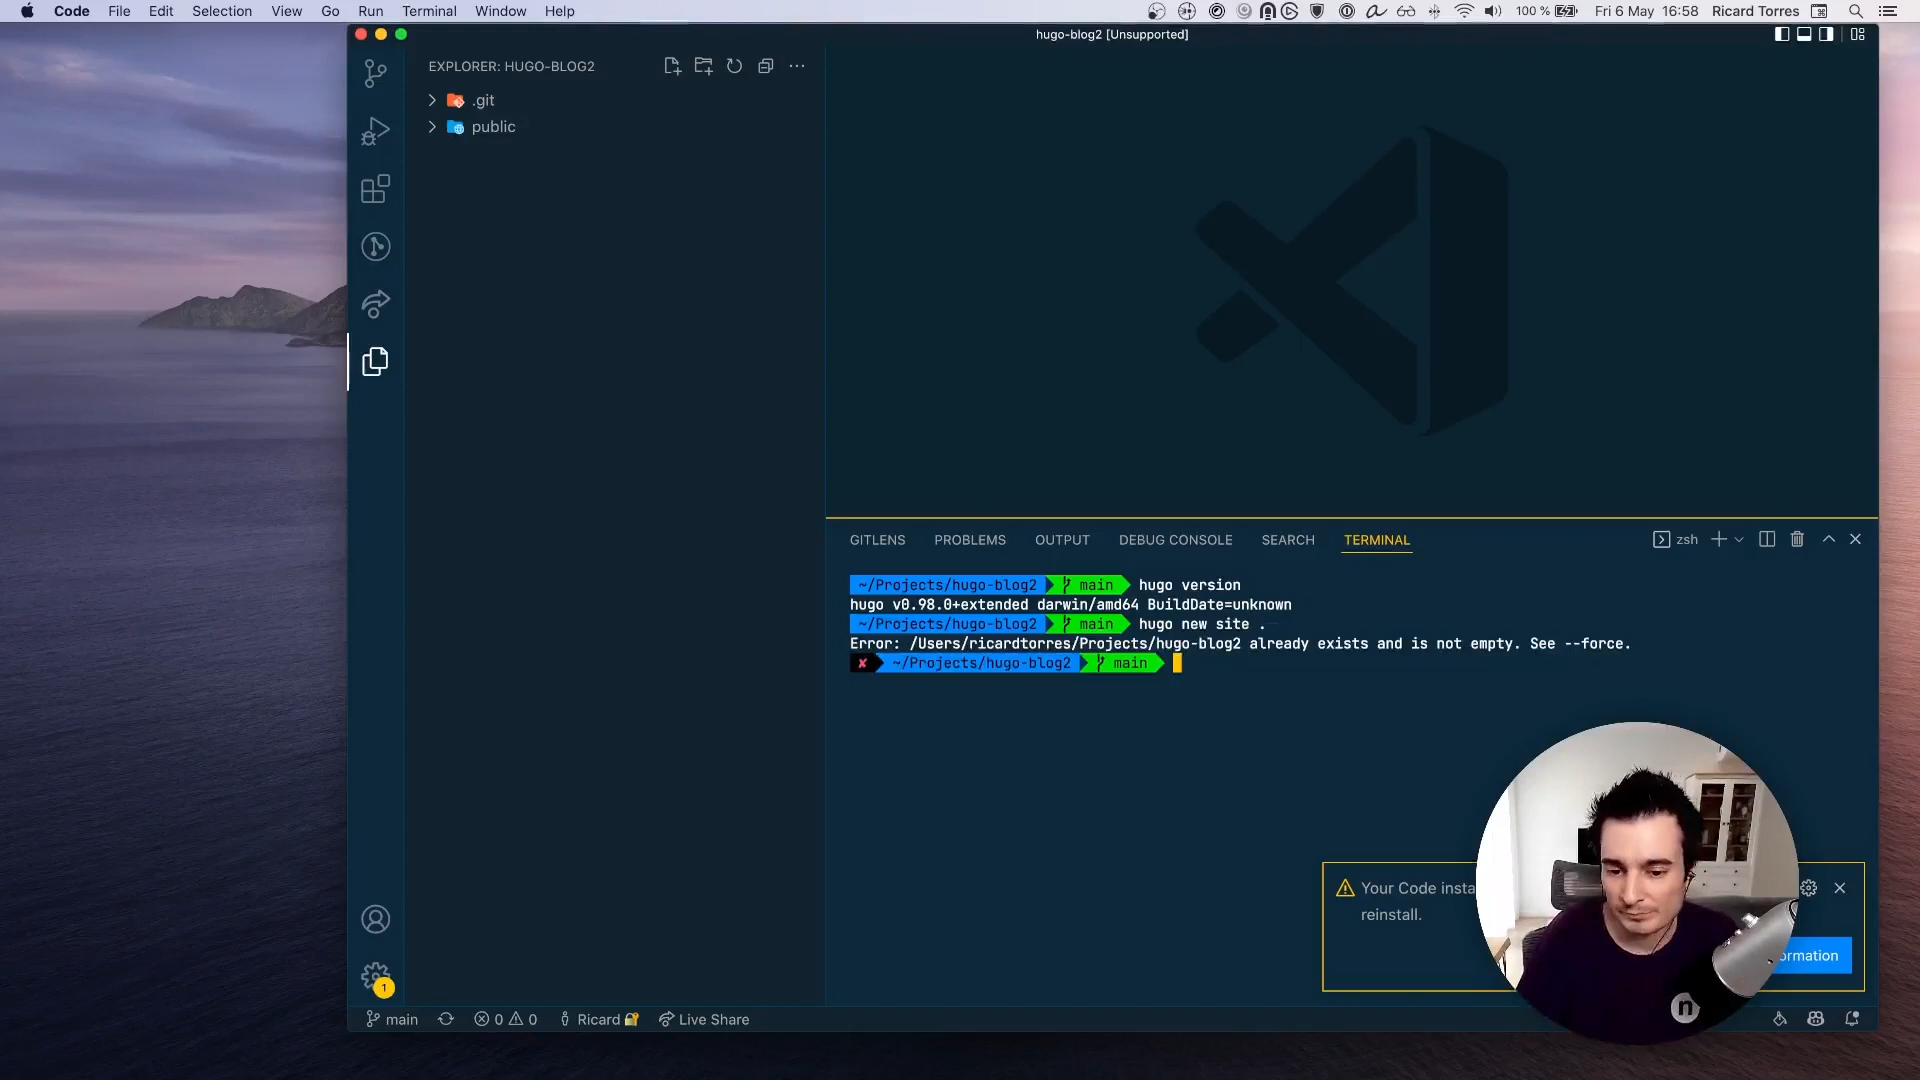 Code File Edit Selection View Go Run Terminal Window Help 100 % Fri 6 May 16:58 Ricard Torres
hugo-blog2 [Unsupported]
EXPLORER: HUGO-BLOG2
.git
public
GITLENS PROBLEMS OUTPUT DEBUG CONSOLE SEARCH TERMINAL zsh
~/Projects/hugo-blog2 main hugo version
hugo v0.98.0+extended darwin/amd64 BuildDate=unknown
~/Projects/hugo-blog2 main hugo new site .
Error: /Users/ricardtorres/Projects/hugo-blog2 already exists and is not empty. See --force.
✘ ~/Projects/hugo-blog2 main
Your Code insta
reinstall.
ormation
n
1
main 0 0 Ricard Live Share